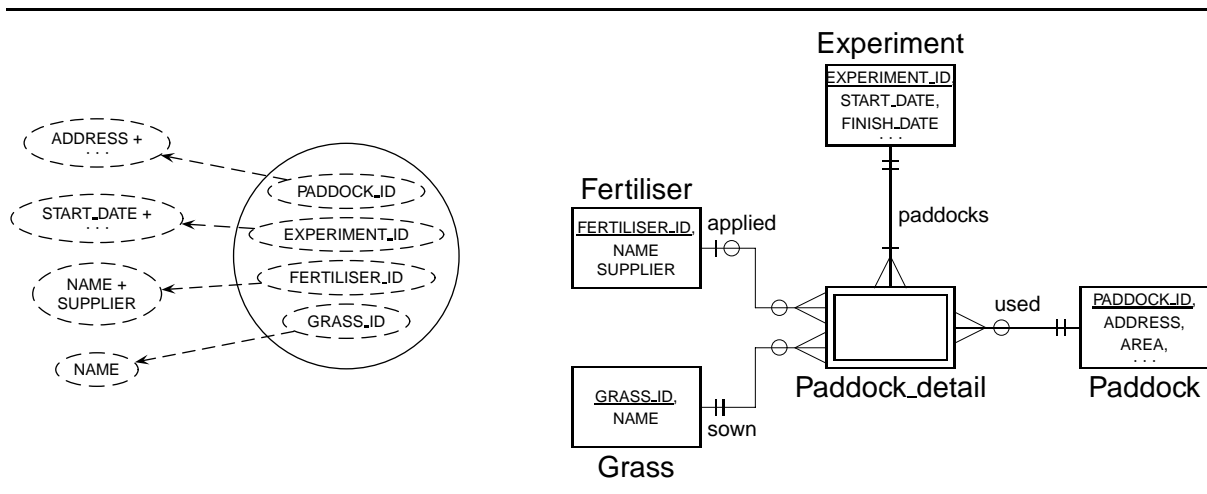 ADDRESS +
. . .
START_DATE +
. . .
NAME +
SUPPLIER
NAME
PADDOCK_ID
EXPERIMENT_ID
FERTILISER_ID
GRASS_ID
Experiment
EXPERIMENT_ID,
START_DATE,
FINISH_DATE
. . .
Fertiliser
FERTILISER_ID,
NAME
SUPPLIER
applied
paddocks
used
PADDOCK_ID,
ADDRESS,
AREA,
. . .
Paddock
Paddock_detail
GRASS_ID,
NAME
sown
Grass